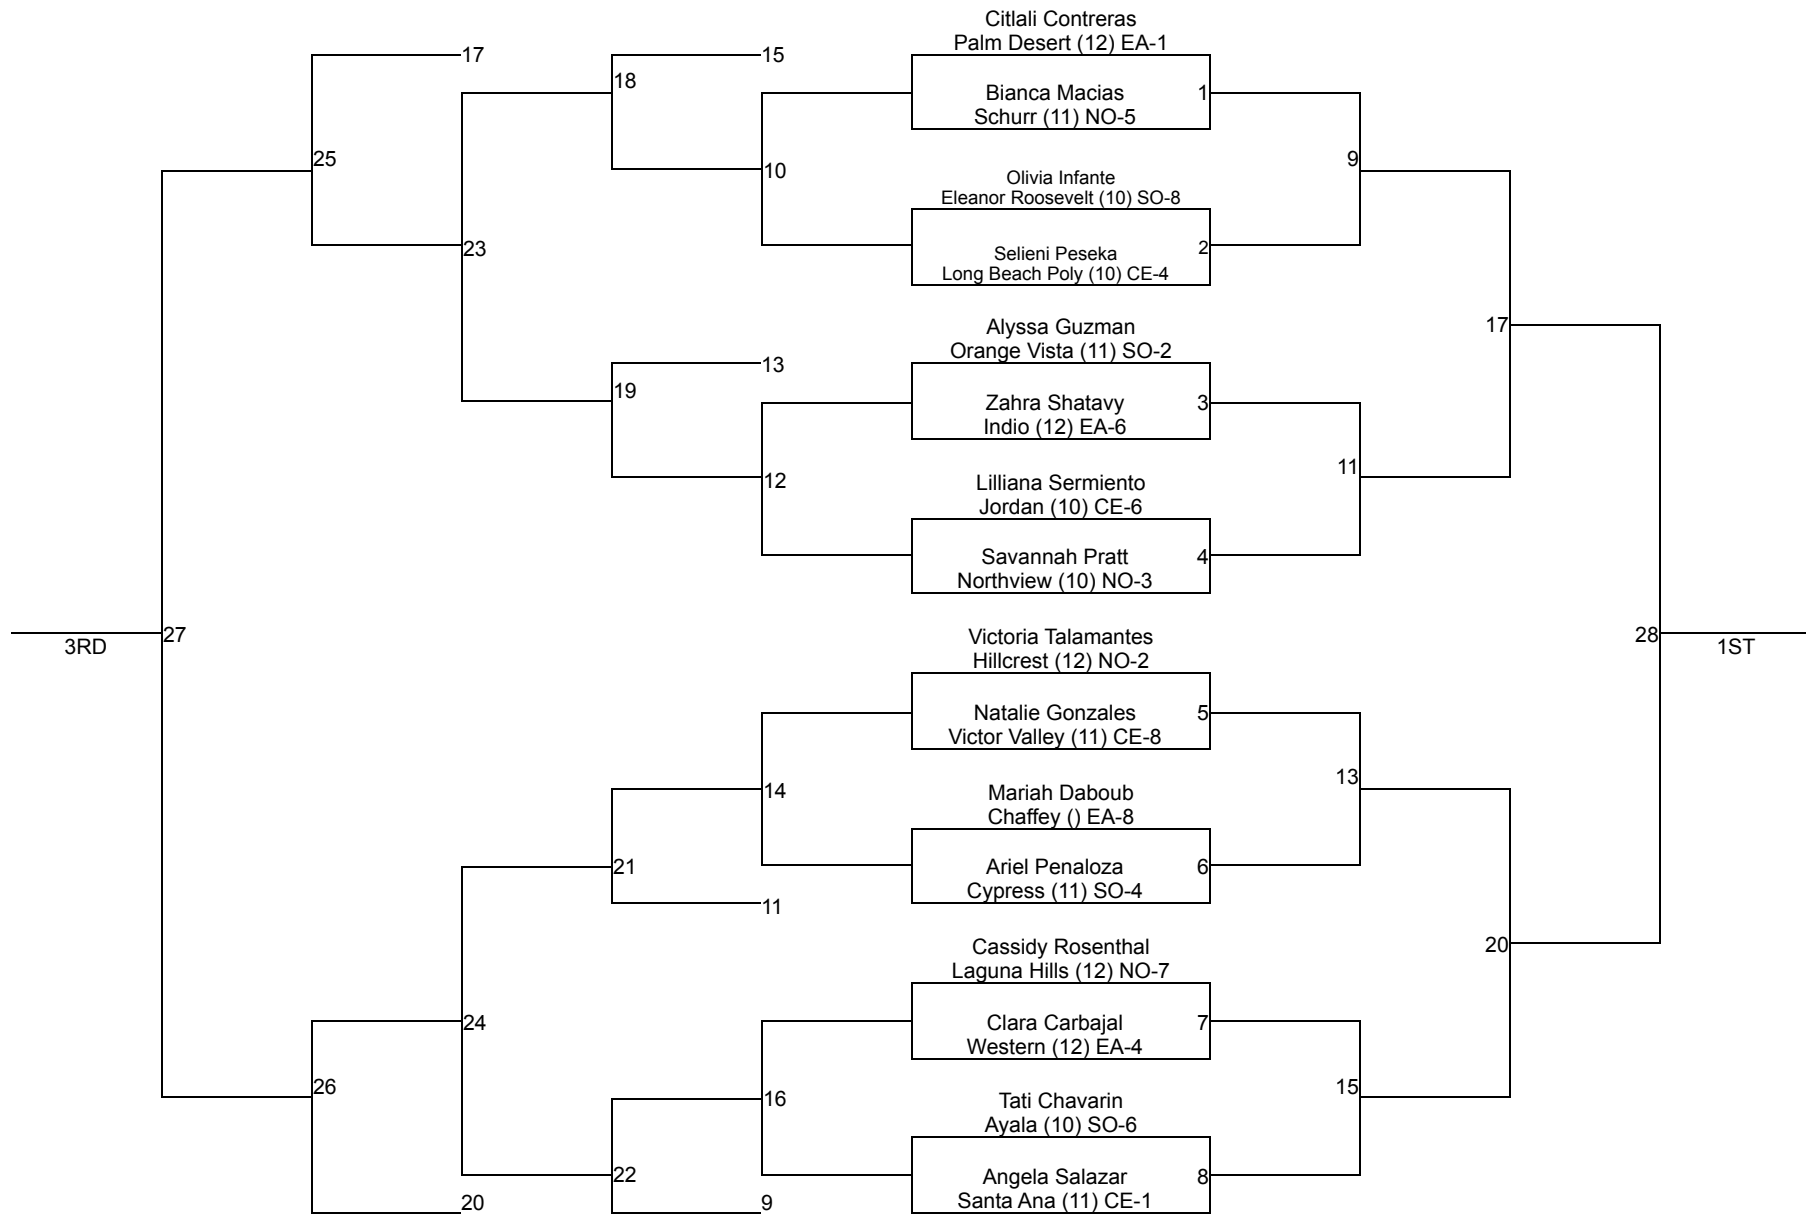 Citlali Contreras
Palm Desert (12) EA-1
17
15
18
Bianca Macias
1
Schurr (11) NO-5
25
9
10
Olivia Infante
Eleanor Roosevelt (10) SO-8
23
Selieni Peseka
2
Long Beach Poly (10) CE-4
Alyssa Guzman
17
Orange Vista (11) SO-2
13
19
Zahra Shatavy
3
Indio (12) EA-6
11
12
Lilliana Sermiento
Jordan (10) CE-6
Savannah Pratt
4
Northview (10) NO-3
27
Victoria Talamantes
28
3RD
1ST
Hillcrest (12) NO-2
Natalie Gonzales
5
Victor Valley (11) CE-8
13
14
Mariah Daboub
Chaffey () EA-8
21
Ariel Penaloza
6
Cypress (11) SO-4
11
Cassidy Rosenthal
20
Laguna Hills (12) NO-7
24
Clara Carbajal
7
Western (12) EA-4
26
15
16
Tati Chavarin
Ayala (10) SO-6
22
Angela Salazar
8
Santa Ana (11) CE-1
20
9